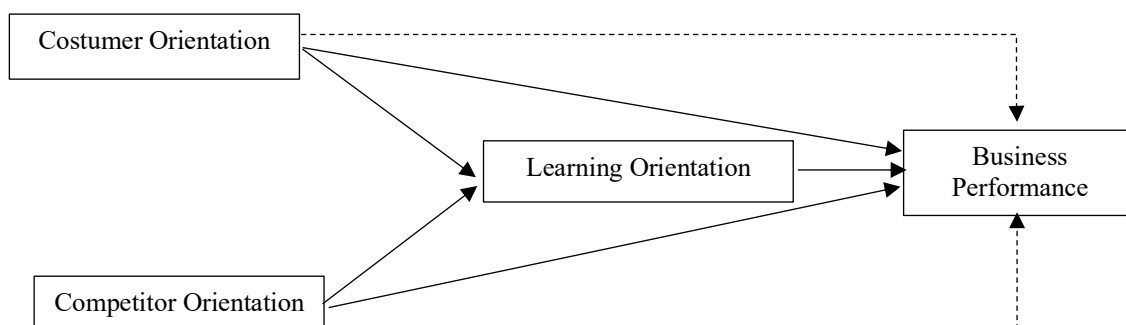 Costumer Orientation
Learning Orientation
Business
Performance
Competitor Orientation